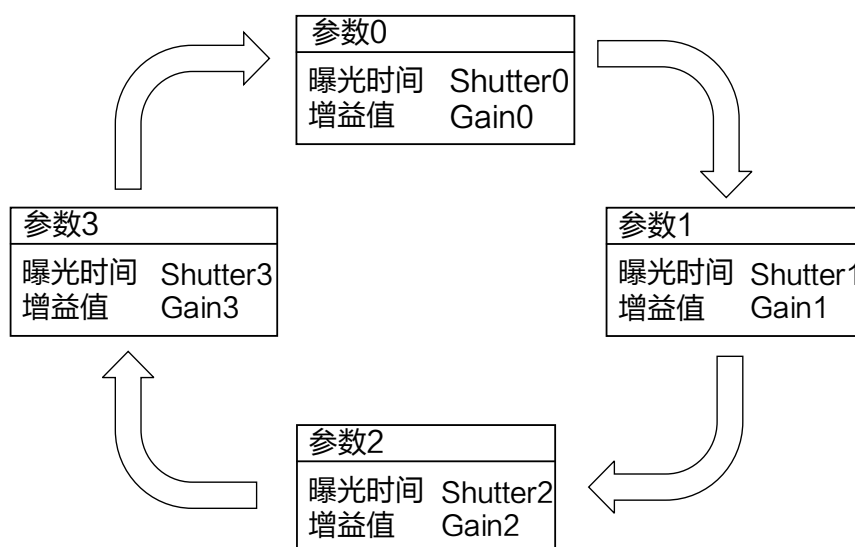 参数0
曝光时间 Shutter0
增益值 Gain0
参数3
曝光时间 Shutter3
增益值 Gain3
参数1
曝光时间 Shutter1
增益值 Gain1
参数2
曝光时间 Shutter2
增益值 Gain2